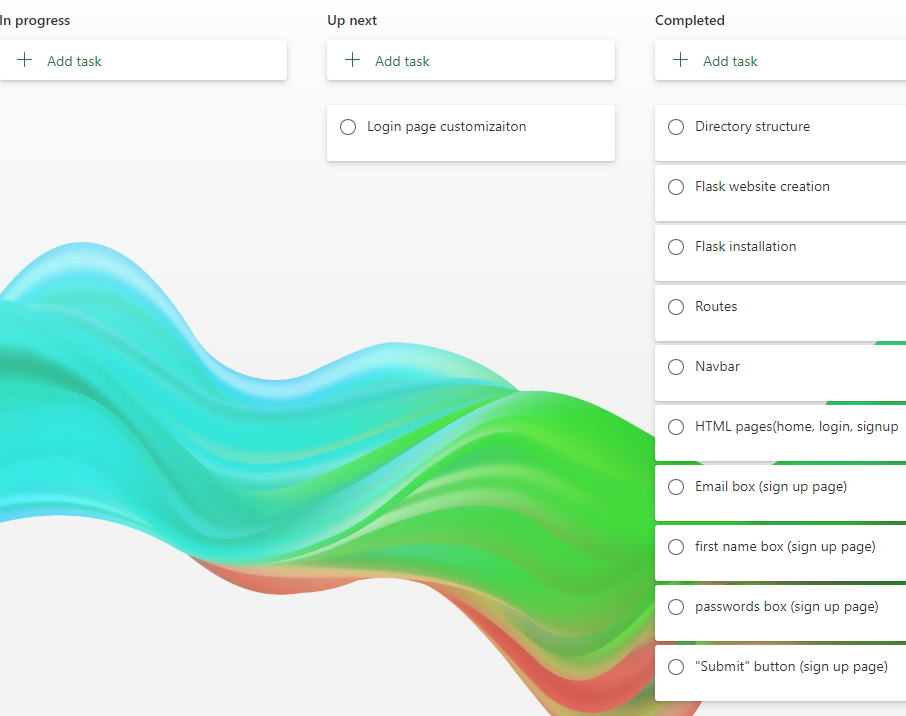 In progress
Add task
Up next
Add task
Login page customizaiton
Completed
Add task
Directory structure
Flask website creation
Flask installation
Routes
Navbar
HTML pages(home, login, signup
Email box (sign up page)
first name box (sign up page)
passwords box (sign up page)
"Submit" button (sign up page)